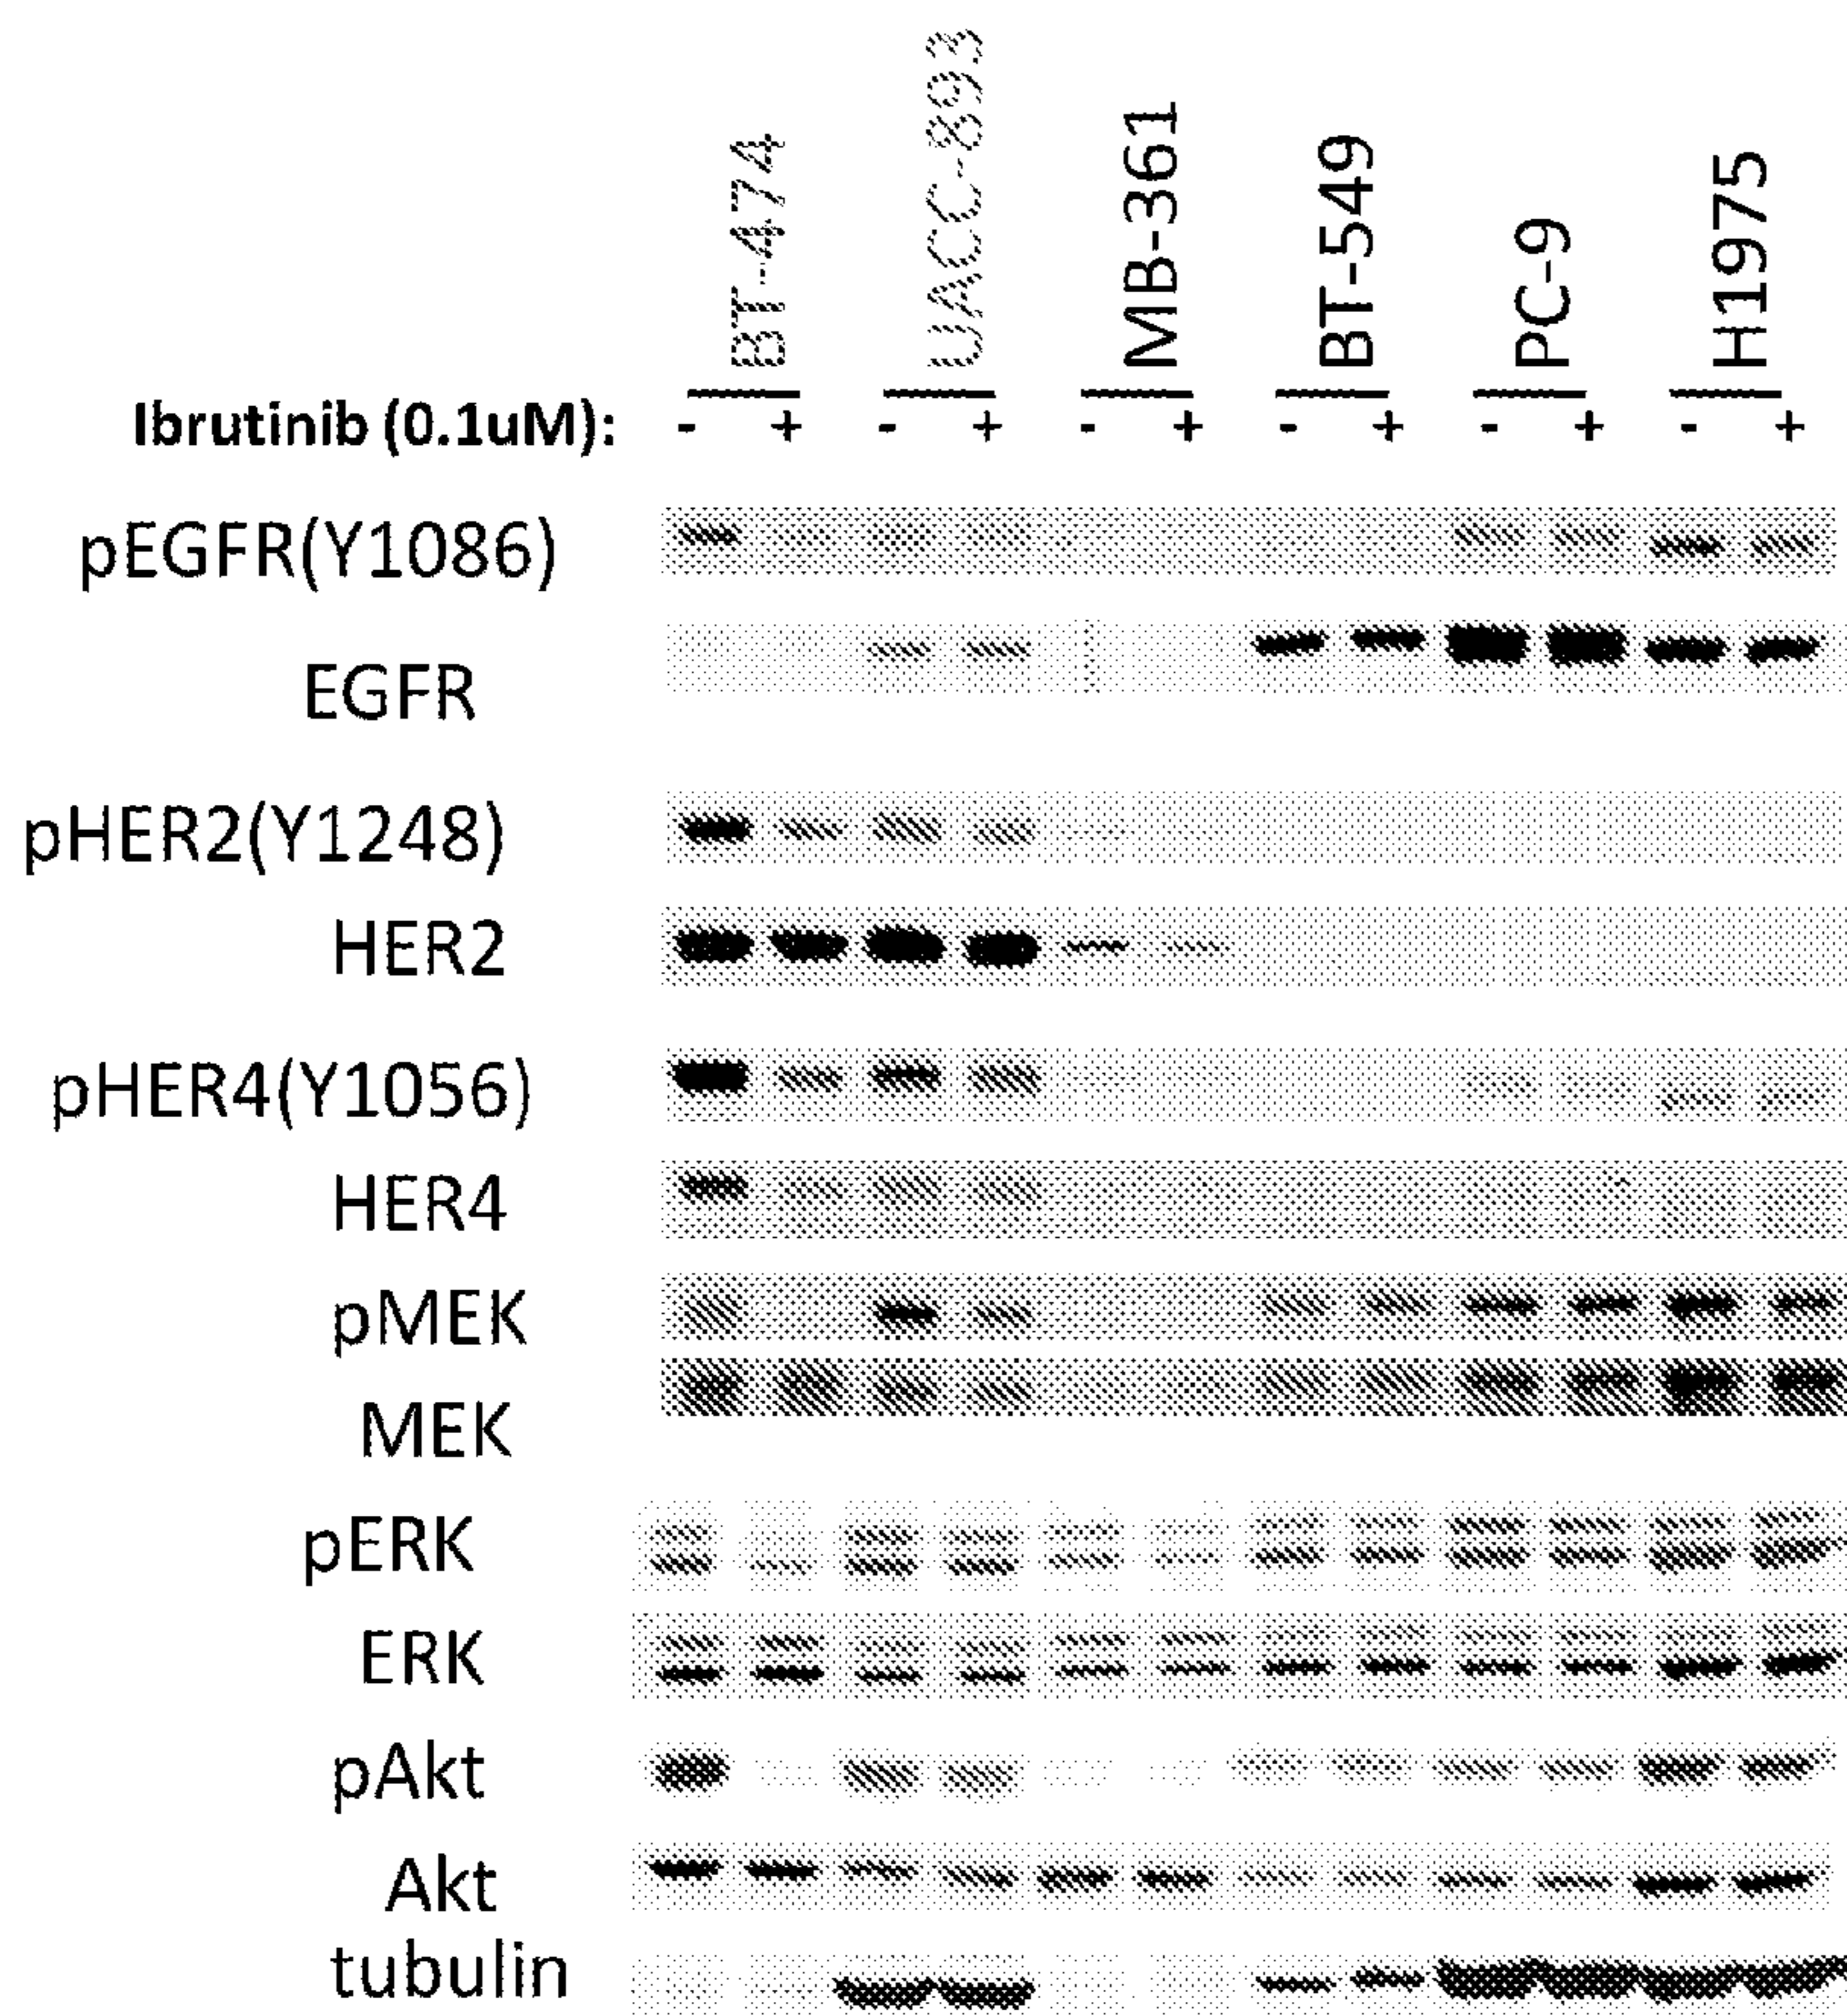 BT-474
UACC-893
MB-361
BT-549
PC-9
H1975
Ibrutinib (0.1uM): - + - + - + - + - + - +
pEGFR(Y1086)
EGFR
pHER2(Y1248)
HER2
pHER4(Y1056)
HER4
pMEK
MEK
pERK
ERK
pAkt
Akt
tubulin